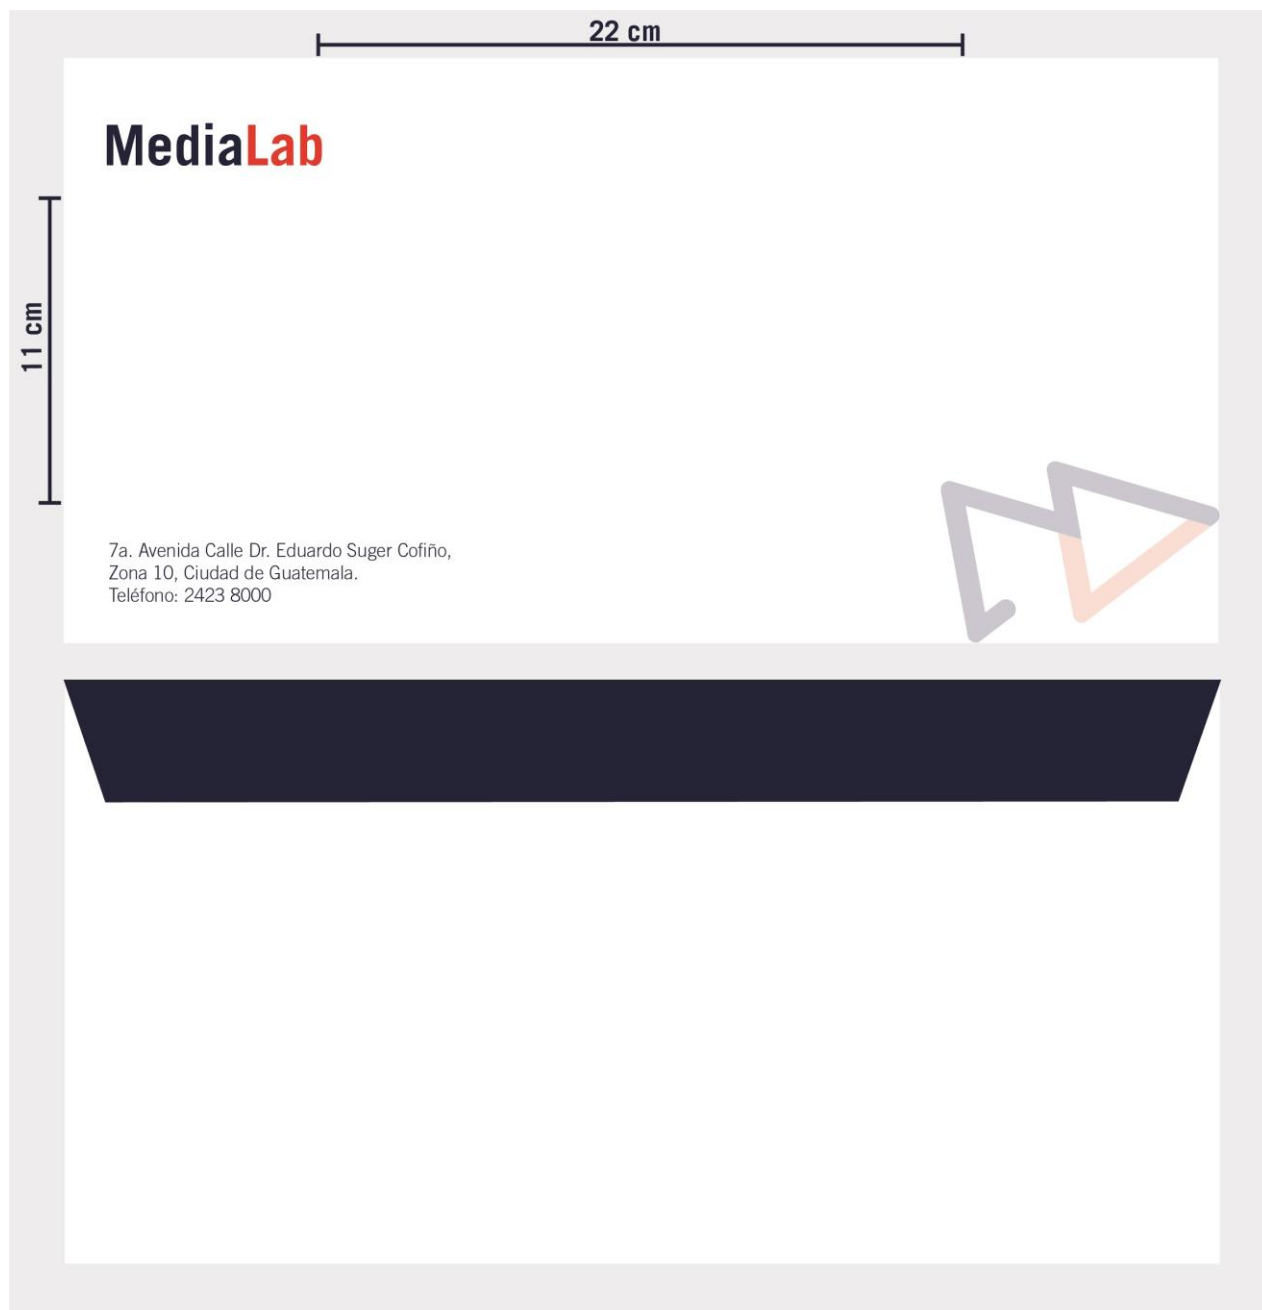 22 cm
MediaLab
11 cm
7a. Avenida Calle Dr. Eduardo Suger Cofiño,
Zona 10, Ciudad de Guatemala.
Teléfono: 2423 8000